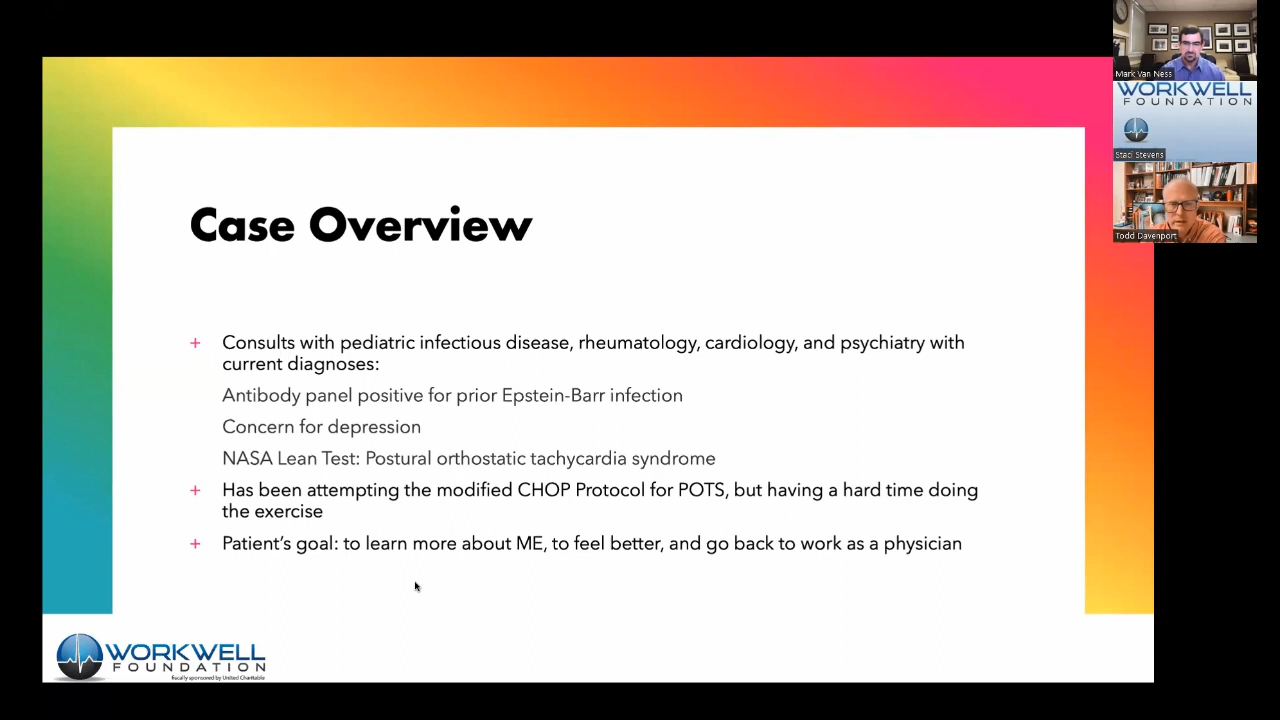 Mark Van Ness
WORKWELL
FOUNDATION
Staci Stevens
Todd Davenport
Case Overview
+ Consults with pediatric infectious disease, rheumatology, cardiology, and psychiatry with
current diagnoses:
Antibody panel positive for prior Epstein-Barr infection
Concern for depression
NASA Lean Test: Postural orthostatic tachycardia syndrome
+ Has been attempting the modified CHOP Protocol for POTS, but having a hard time doing
the exercise
+ Patient’s goal: to learn more about ME, to feel better, and go back to work as a physician
WORKWELL
FOUNDATION
fiscally sponsored by United Charitable